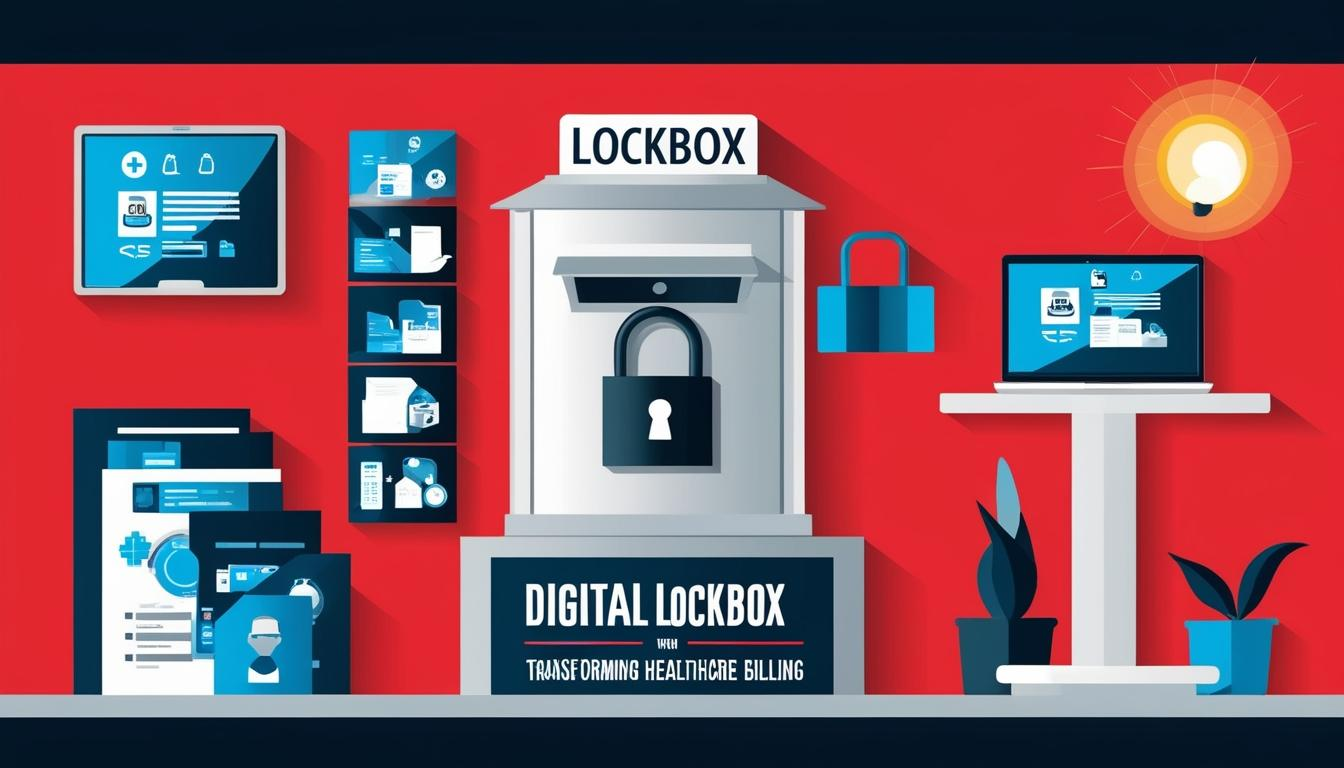 LOCKBOX
DIGITAL LOCKBOX
TRANSFORMING HEALTHCRE BILLING